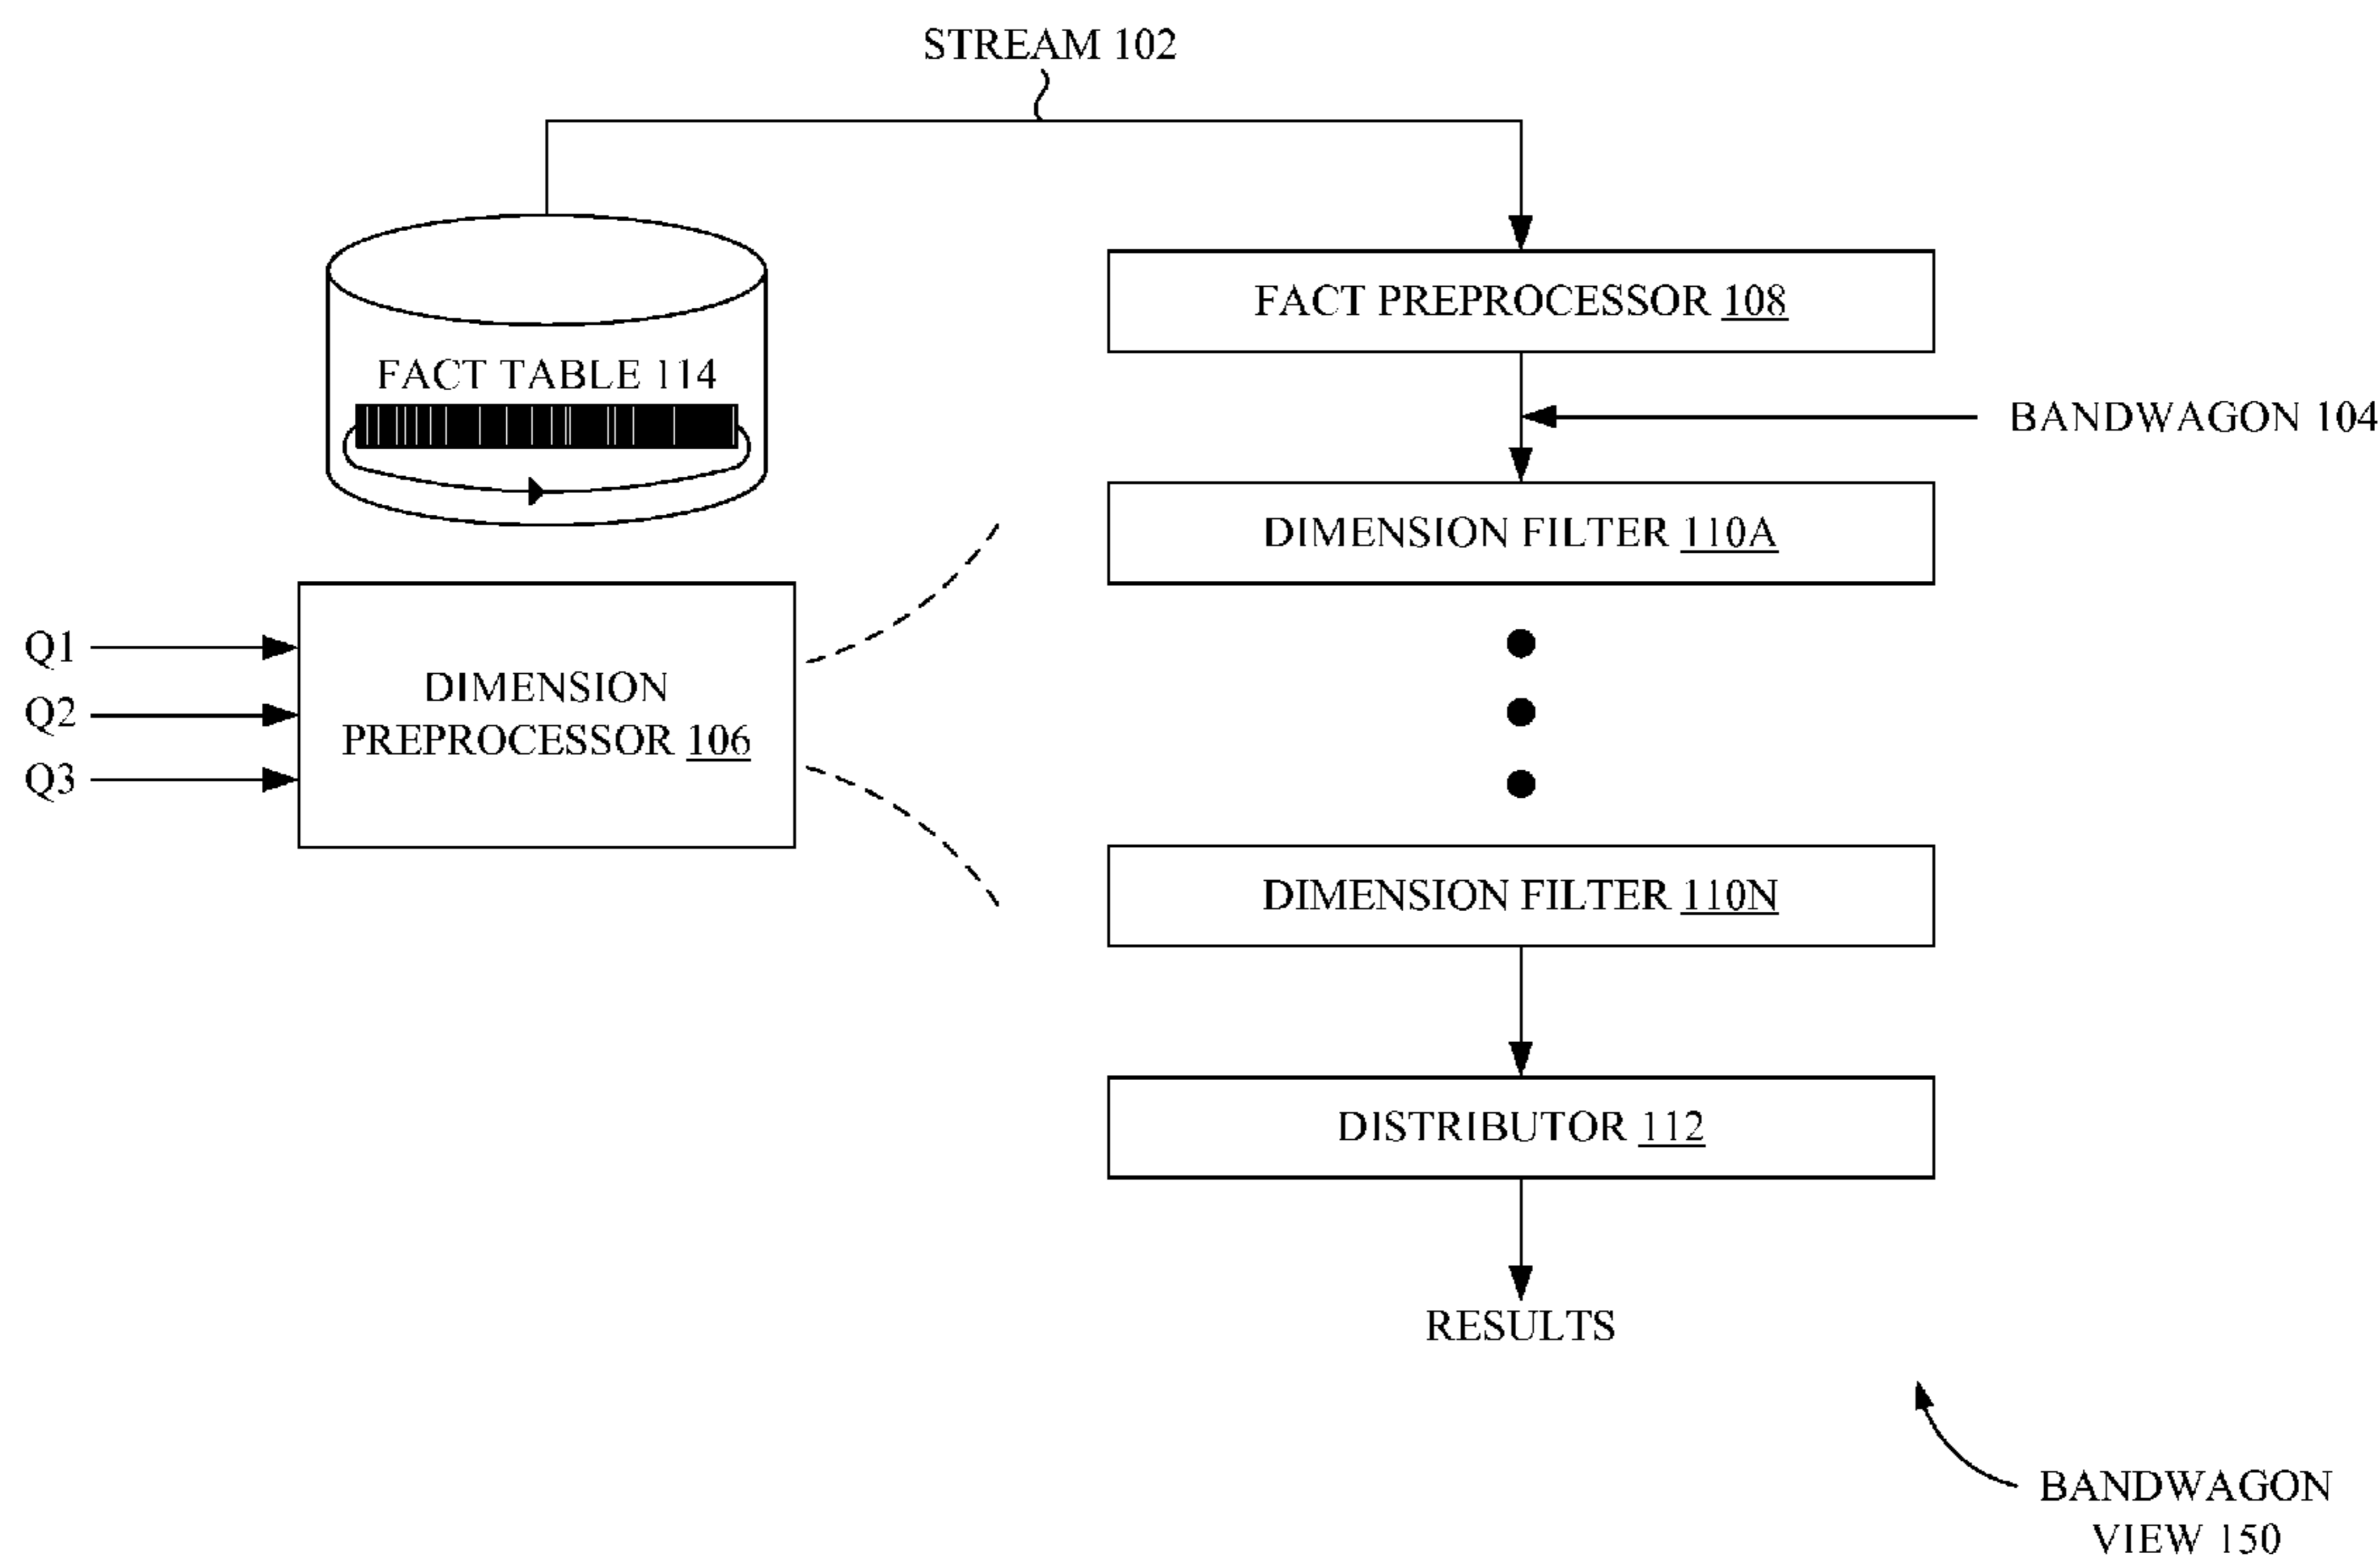 STREAM 102
FACT PREPROCESSOR 108
FACT TABLE 114
BANDWAGON 104
DIMENSION FILTER 110A
Q1
Q2
Q3
DIMENSION
PREPROCESSOR 106
DIMENSION FILTER 110N
DISTRIBUTOR 112
RESULTS
BANDWAGON
VIEW 150